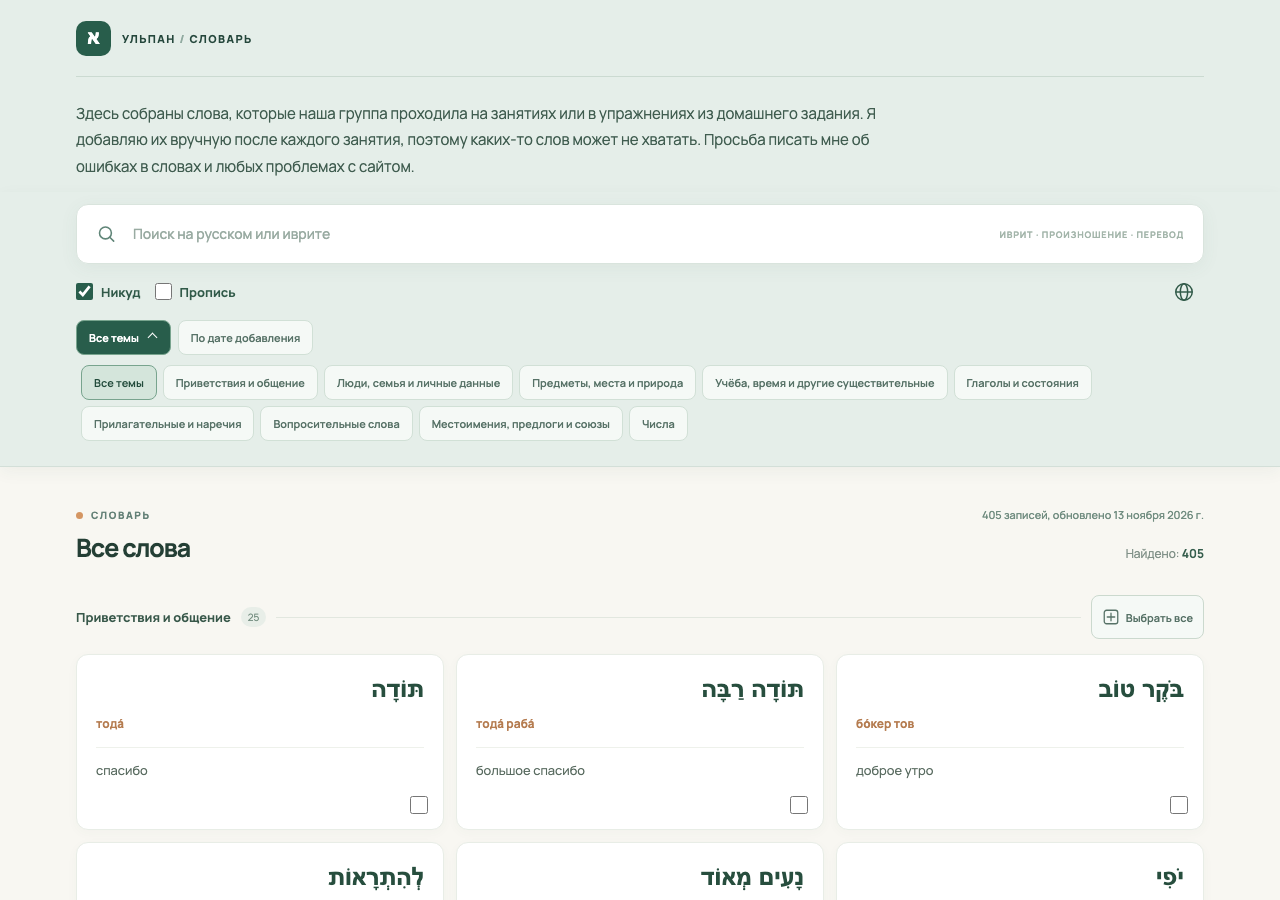 א УЛЬПАН / СЛОВАРЬ
Здесь собраны слова, которые наша группа проходила на занятиях или в упражнениях из домашнего задания. Я
добавляю их вручную после каждого занятия, поэтому каких-то слов может не хватать. Просьба писать мне об
ошибках в словах и любых проблемах с сайтом.
Поиск на русском или иврите ИВРИТ · ПРОИЗНОШЕНИЕ · ПЕРЕВОД
Никуд Пропись
Все темы По дате добавления
Все темы Приветствия и общение Люди, семья и личные данные Предметы, места и природа Учёба, время и другие существительные Глаголы и состояния
Прилагательные и наречия Вопросительные слова Местоимения, предлоги и союзы Числа
СЛОВАРЬ 405 записей, обновлено 13 ноября 2026 г.
Все слова Найдено: 405
Приветствия и общение 25 Выбрать все
תּוֹדָה
тода́
спасибо
תּוֹדָה רַבָּה
тода́ раба́
большое спасибо
בֹּקֶר טוֹב
бо́кер тов
доброе утро
לְהִתְרָאוֹת
נָעִים מְאוֹד
יֹפִי